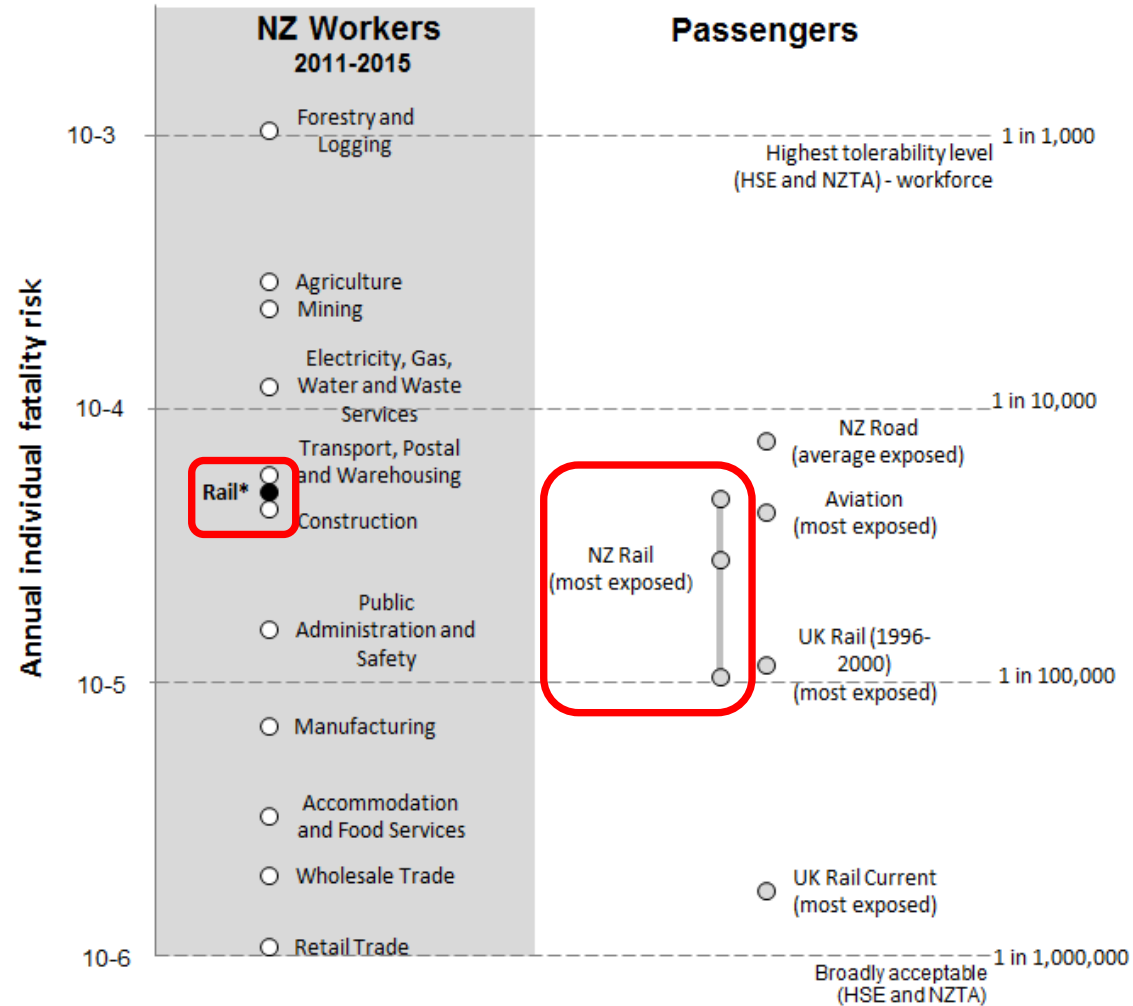 NZ Workers
2011-2015
Passengers
Annual individual fatality risk
10-3
Forestry and
Logging
1 in 1,000
Highest tolerability level
(HSE and NZTA) - workforce
Agriculture
Mining
Electricity, Gas,
Water and Waste
Services
10-4
1 in 10,000
NZ Road
(average exposed)
Transport, Postal
and Warehousing
Rail*
Construction
Aviation
(most exposed)
NZ Rail
(most exposed)
Public
Administration and
Safety
UK Rail (1996-
2000)
(most exposed)
10-5
1 in 100,000
Manufacturing
Accommodation
and Food Services
Wholesale Trade
UK Rail Current
(most exposed)
Retail Trade
10-6
1 in 1,000,000
Broadly acceptable
(HSE and NZTA)